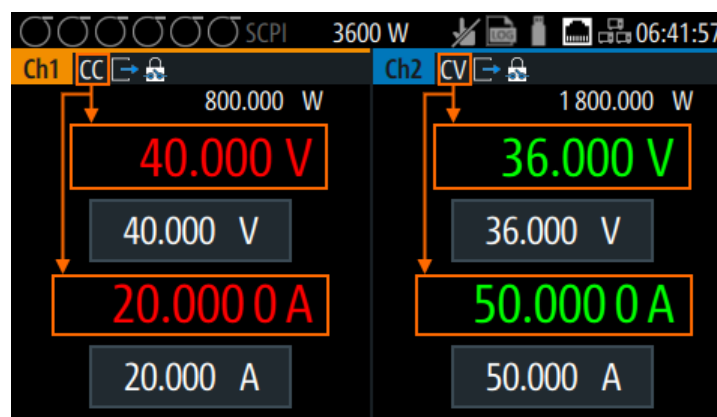 SCPI 3600 W LOG 06:41:57
Ch1 CC Ch2 CV
800.000 W 1 800.000 W
40.000 V 36.000 V
40.000 V 36.000 V
20.000 0 A 50.000 0 A
20.000 A 50.000 A